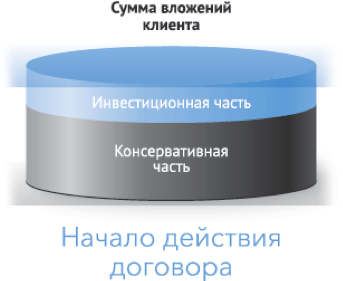 Сумма вложений
клиента
Инвестиционная часть
Консервативная
часть
Начало действия
договора